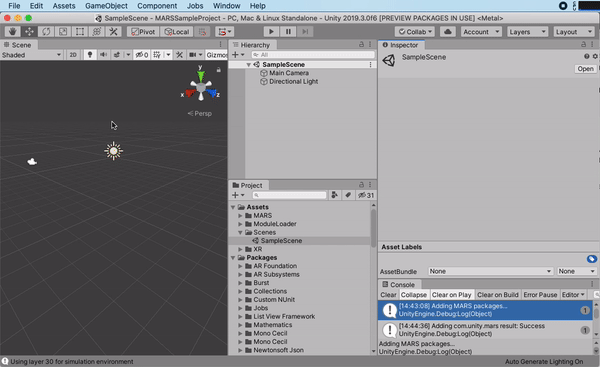 File Edit Assets GameObject Component Jobs Window Help
SampleScene - MARSSampleProject - PC, Mac & Linux Standalone - Unity 2019.3.0f6 [PREVIEW PACKAGES IN USE] <Metal>
Pivot Local Collab Account Layers Layout
Scene
Shaded 2D 0 Gizmos
y
x
z
Persp
Hierarchy
All
SampleScene
Main Camera
Directional Light
Project
31
Assets
MARS
ModuleLoader
Scenes
SampleScene
XR
Packages
AR Foundation
AR Subsystems
Burst
Collections
Custom NUnit
Jobs
List View Framework
Mathematics
Mono Cecil
Mono Cecil
Newtonsoft Json
Inspector
SampleScene
Open
Asset Labels
AssetBundle None None
Console
Clear Collapse Clear on Play Clear on Build Error Pause Editor
[14:43:08] Adding MARS packages...
UnityEngine.Debug:Log(Object)
1
[14:44:36] Adding com.unity.mars result: Success
UnityEngine.Debug:Log(Object)
1
Adding MARS packages...
UnityEngine.Debug:Log(Object)
Using layer 30 for simulation environment
Auto Generate Lighting On